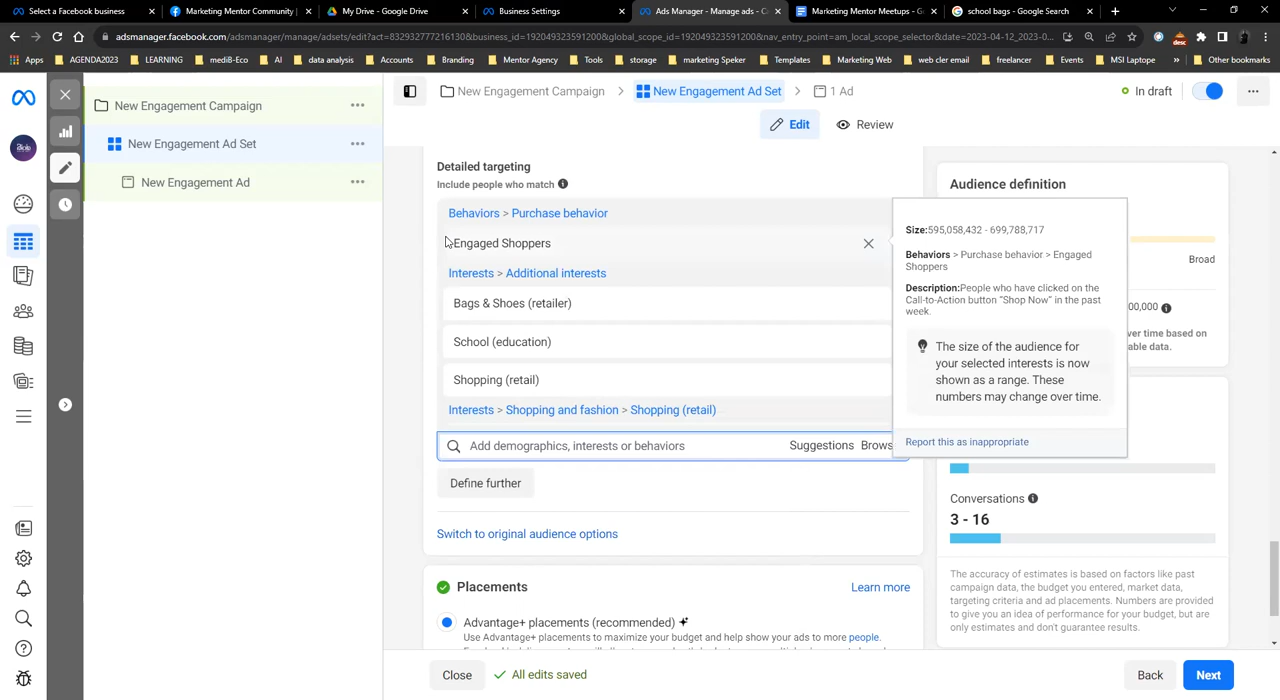 Select a Facebook business
Marketing Mentor Community |
My Drive - Google Drive
Business Settings
Ads Manager - Manage ads - C
Marketing Mentor Meetups - G
school bags - Google Search
adsmanager.facebook.com/adsmanager/manage/adsets/edit?act=832932777216130&business_id=192049323591200&global_scope_id=192049323591200&nav_entry_point=am_local_scope_selector&date=2023-04-12_2023-0
Apps
AGENDA2023
LEARNING
medi8-Eco
AI
data analysis
Accounts
Branding
Mentor Agency
Tools
storage
marketing Speker
Templates
Marketing Web
web cler email
freelancer
Events
MSI Laptope
Other bookmarks
New Engagement Campaign
New Engagement Ad Set
1 Ad
In draft
Edit
Review
New Engagement Campaign
New Engagement Ad Set
New Engagement Ad
Detailed targeting
Include people who match
Behaviors > Purchase behavior
Engaged Shoppers
Interests > Additional interests
Bags & Shoes (retailer)
School (education)
Shopping (retail)
Interests > Shopping and fashion > Shopping (retail)
Add demographics, interests or behaviors
Suggestions
Brows
Define further
Switch to original audience options
Placements
Learn more
Advantage+ placements (recommended)
Use Advantage+ placements to maximize your budget and help show your ads to more people.
Close
All edits saved
Back
Next
Audience definition
Broad
00,000
ver time based on
able data.
Size:595,058,432 - 699,788,717
Behaviors > Purchase behavior > Engaged
Shoppers
Description:People who have clicked on the
Call-to-Action button "Shop Now" in the past
week.
The size of the audience for
your selected interests is now
shown as a range. These
numbers may change over time.
Report this as inappropriate
Conversations
3 - 16
The accuracy of estimates is based on factors like past
campaign data, the budget you entered, market data,
targeting criteria and ad placements. Numbers are provided
to give you an idea of performance for your budget, but are
only estimates and don't guarantee results.